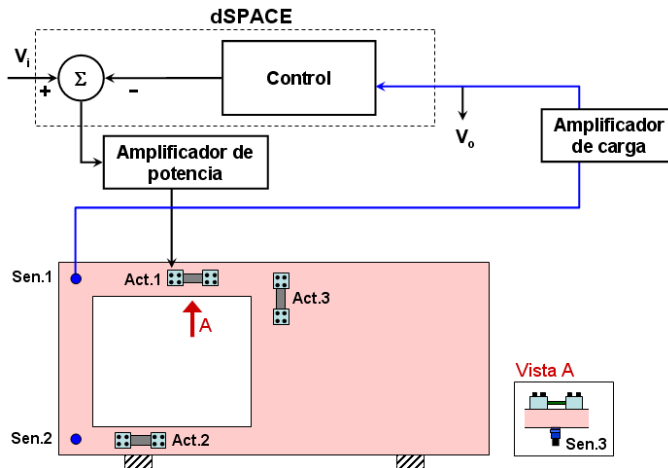 dSPACE
Vi
+
Σ
−
Control
Vo
Amplificador
de carga
Amplificador de
potencia
Sen.1
Act.1
A
Act.3
Sen.2
Act.2
Vista A
Sen.3